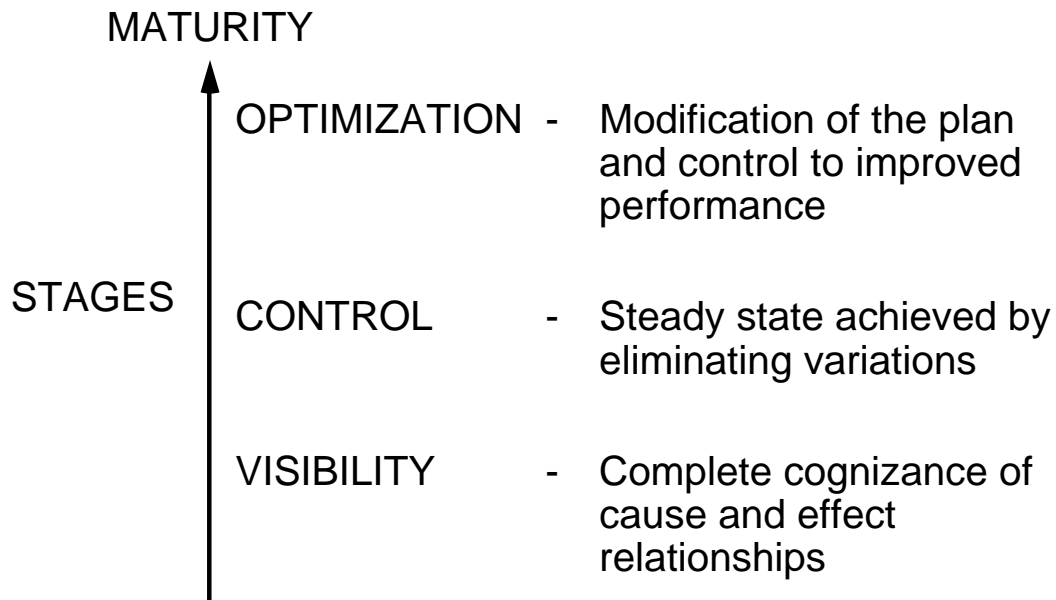 MATURITY
OPTIMIZATION - Modification of the plan
and control to improved
performance
STAGES
CONTROL - Steady state achieved by
eliminating variations
VISIBILITY - Complete cognizance of
cause and effect
relationships